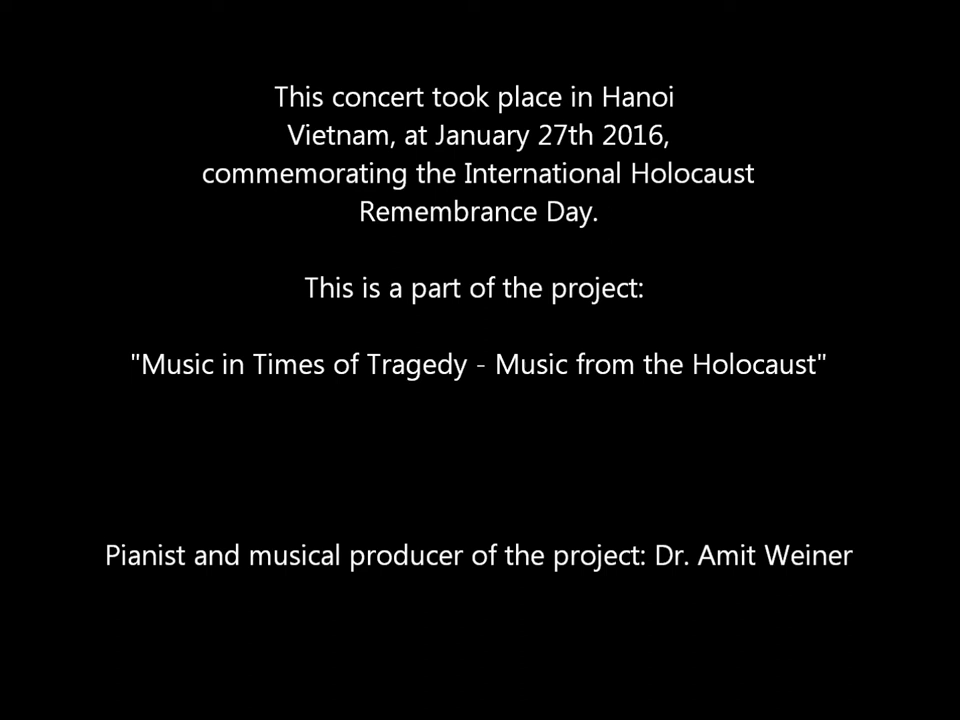 This concert took place in Hanoi
Vietnam, at January 27th 2016,
commemorating the International Holocaust
Remembrance Day.
This is a part of the project:
"Music in Times of Tragedy - Music from the Holocaust"
Pianist and musical producer of the project: Dr. Amit Weiner